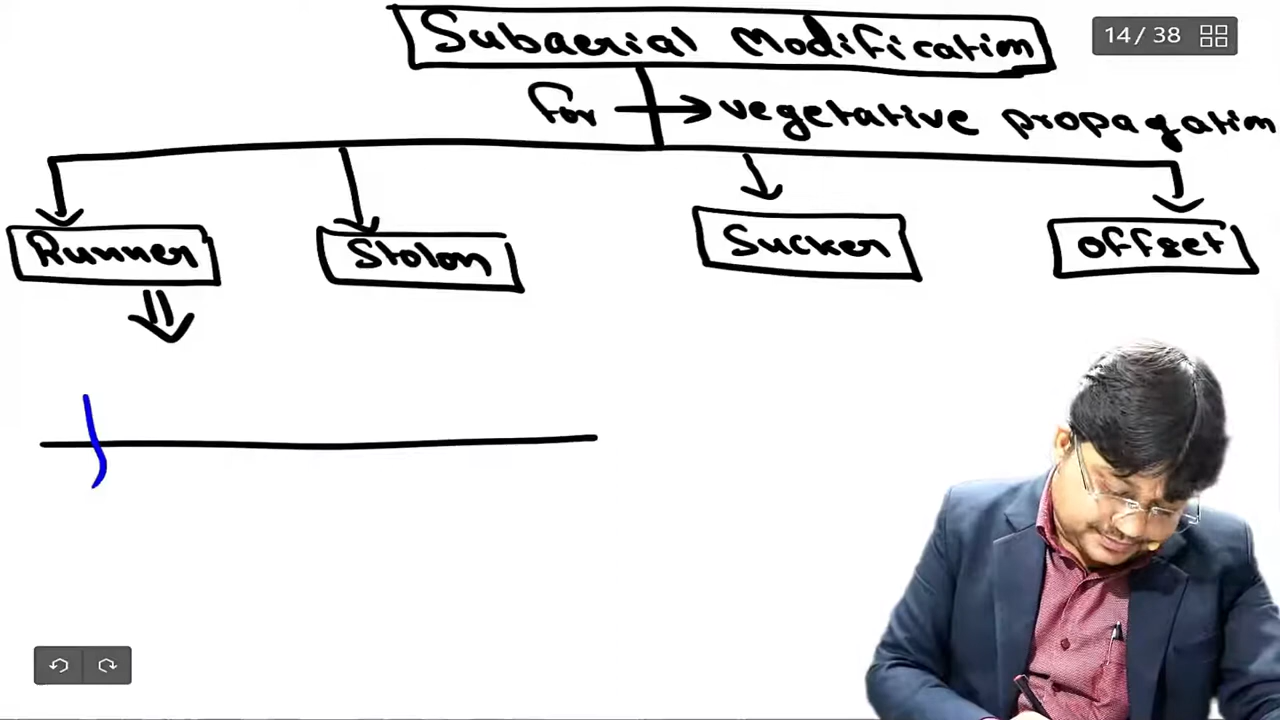 Subaerial Modification
14 / 38
for → vegetative propagation
Runner
Stolon
Sucker
offset